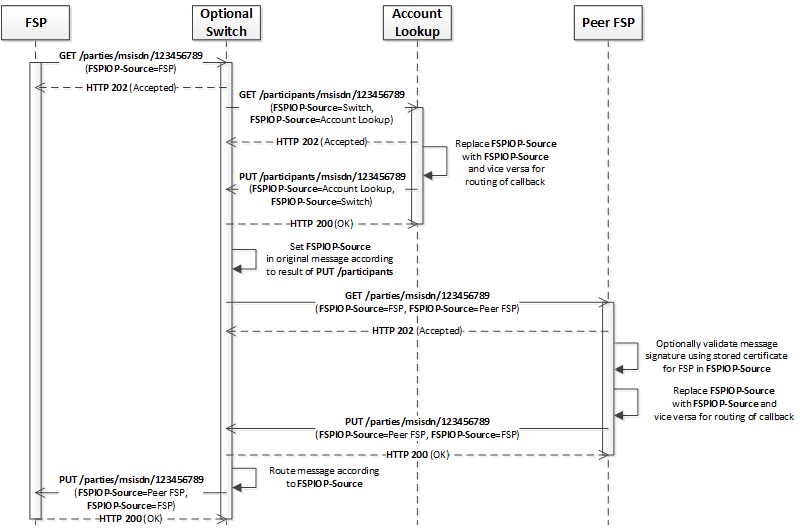 FSP
Optional
Switch
Account
Lookup
Peer FSP
GET /parties/msisdn/123456789
(FSPIOP-Source=FSP)
HTTP 202 (Accepted)
GET /participants/msisdn/123456789
(FSPIOP-Source=Switch,
FSPIOP-Source=Account Lookup)
HTTP 202 (Accepted)
Replace FSPIOP-Source
with FSPIOP-Source
and vice versa for
routing of callback
PUT /participants/msisdn/123456789
(FSPIOP-Source=Account Lookup,
FSPIOP-Source=Switch)
HTTP 200 (OK)
Set FSPIOP-Source
in original message according
to result of PUT /participants
GET /parties/msisdn/123456789
(FSPIOP-Source=FSP, FSPIOP-Source=Peer FSP)
HTTP 202 (Accepted)
Optionally validate message
signature using stored certificate
for FSP in FSPIOP-Source
Replace FSPIOP-Source
with FSPIOP-Source and
vice versa for routing of callback
PUT /parties/msisdn/123456789
(FSPIOP-Source=Peer FSP, FSPIOP-Source=FSP)
HTTP 200 (OK)
Route message according
to FSPIOP-Source
PUT /parties/msisdn/123456789
(FSPIOP-Source=Peer FSP,
FSPIOP-Source=FSP)
HTTP 200 (OK)